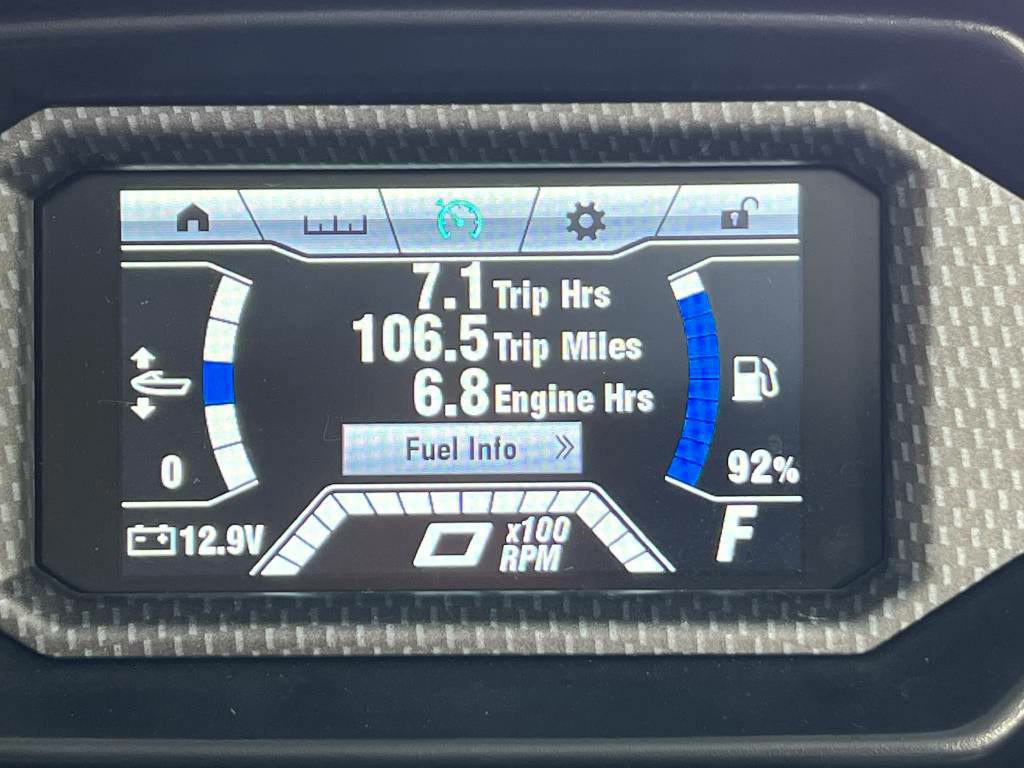 7.1 Trip Hrs
106.5 Trip Miles
6.8 Engine Hrs
Fuel Info »
0
92%
12.9V
0 x100
RPM
F